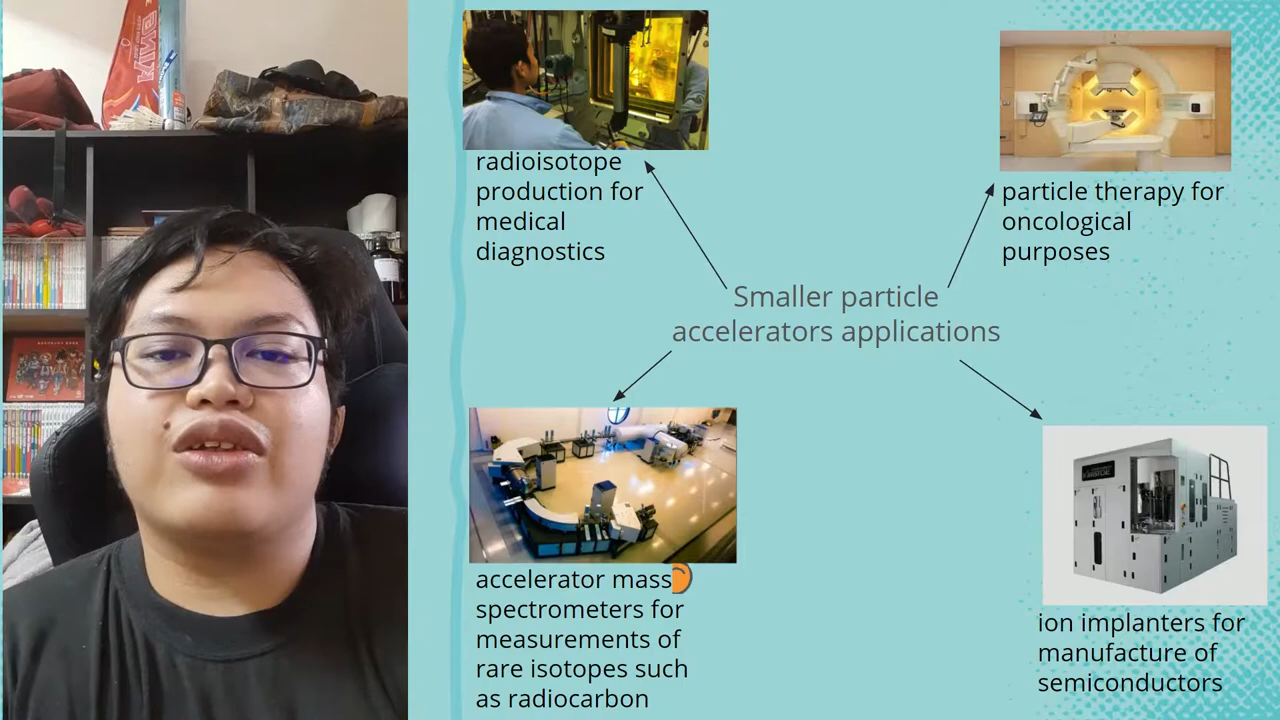 radioisotope
production for
medical
diagnostics
particle therapy for
oncological
purposes
Smaller particle
accelerators applications
accelerator mass
spectrometers for
measurements of
rare isotopes such
as radiocarbon
ion implanters for
manufacture of
semiconductors